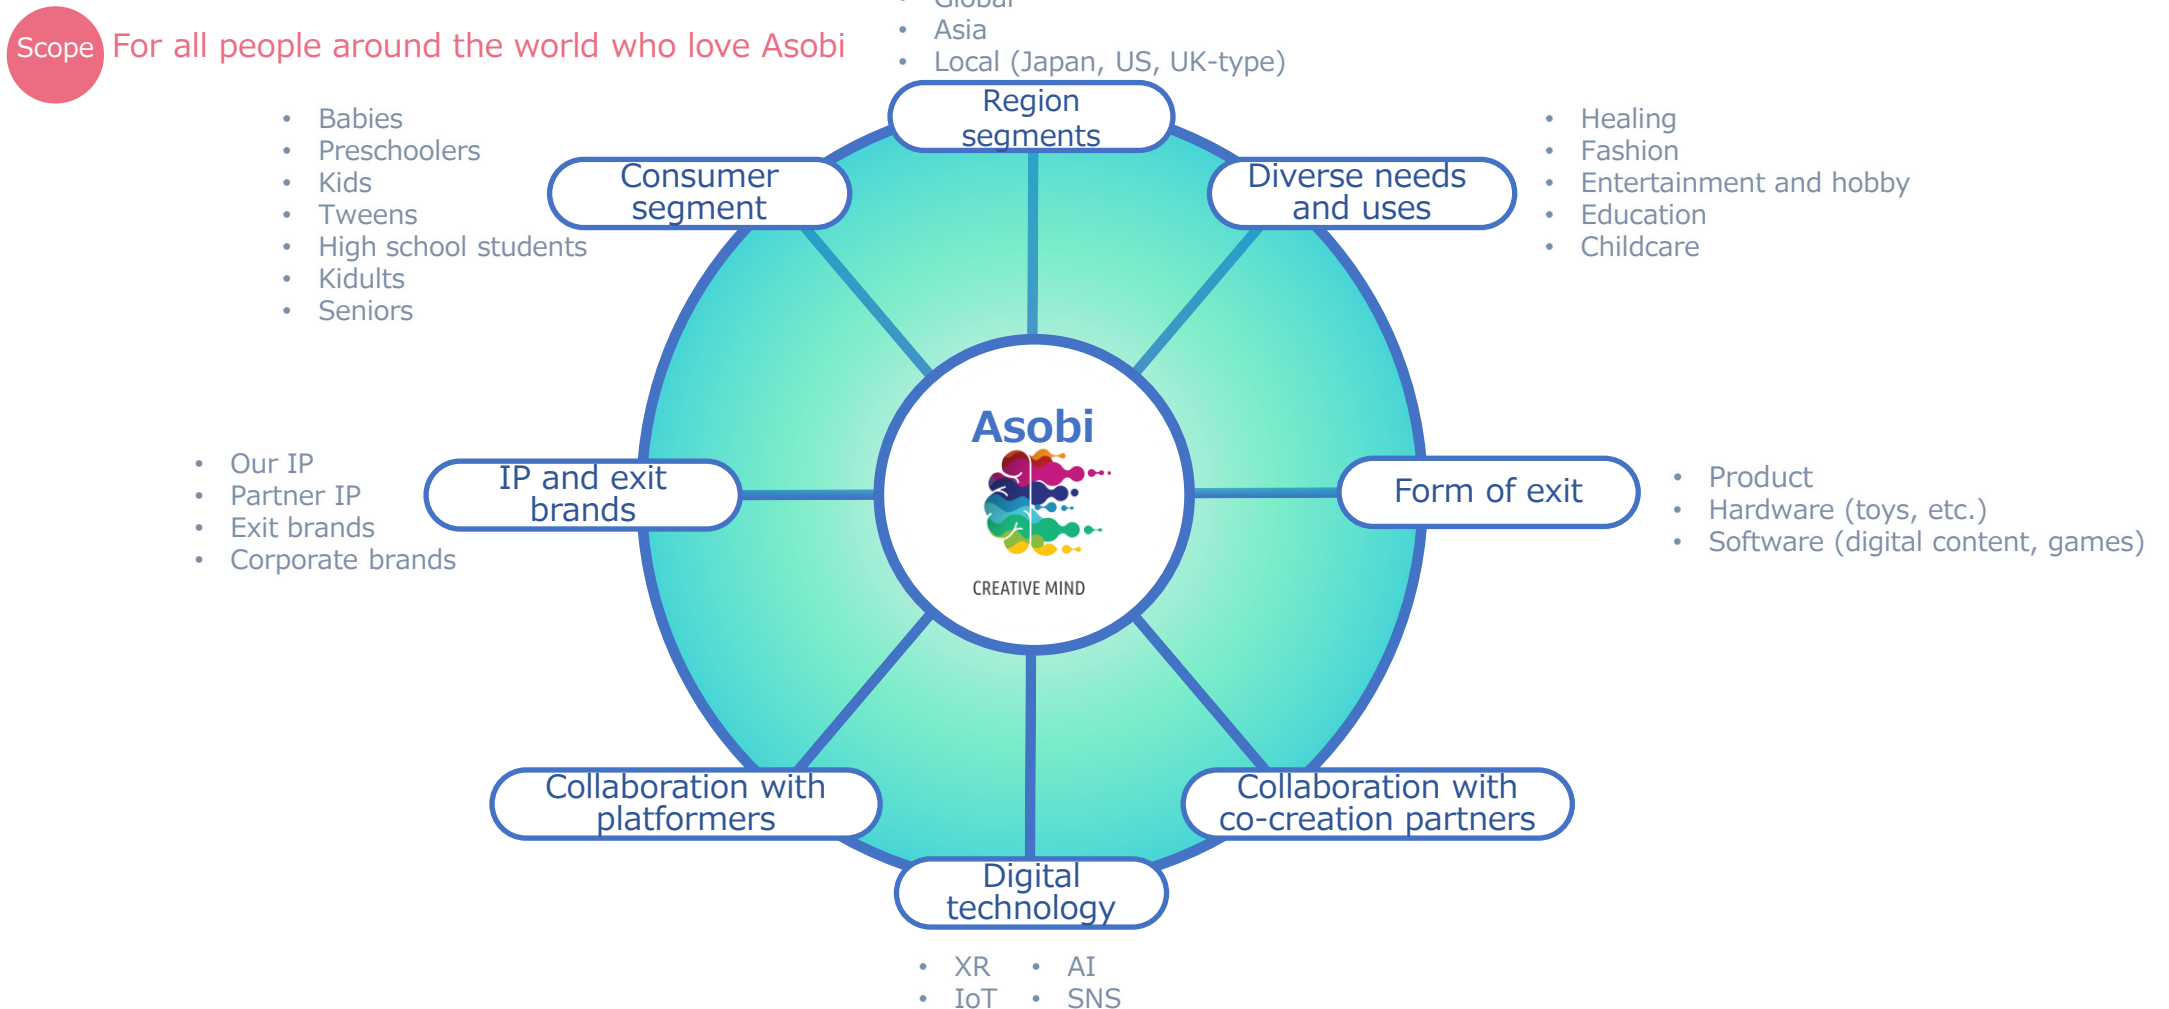 Global
• Asia
• Local (Japan, US, UK-type)
Scope
For all people around the world who love Asobi
Region
segments
• Babies
• Preschoolers
• Kids
• Tweens
• High school students
• Kidults
• Seniors
Consumer
segment
Diverse needs
and uses
• Healing
• Fashion
• Entertainment and hobby
• Education
• Childcare
Asobi
CREATIVE MIND
• Our IP
• Partner IP
• Exit brands
• Corporate brands
IP and exit
brands
Form of exit
• Product
• Hardware (toys, etc.)
• Software (digital content, games)
Collaboration with
platformers
Collaboration with
co-creation partners
Digital
technology
• XR
• IoT
• AI
• SNS